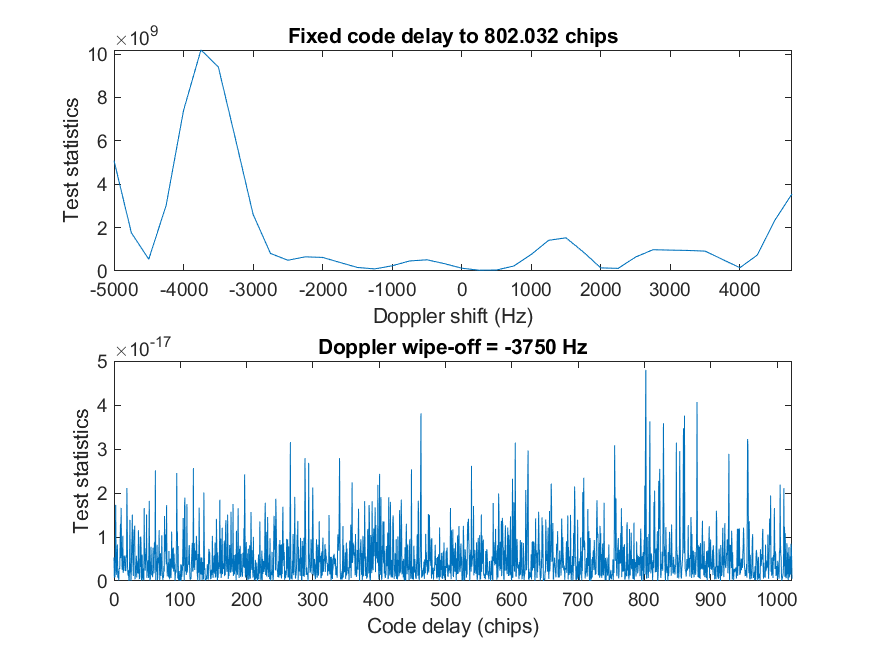 ×10^9
Fixed code delay to 802.032 chips
10
8
6
4
2
0
Test statistics
-5000 -4000 -3000 -2000 -1000 0 1000 2000 3000 4000
Doppler shift (Hz)
×10^-17
Doppler wipe-off = -3750 Hz
5
4
3
2
1
0
Test statistics
0 100 200 300 400 500 600 700 800 900 1000
Code delay (chips)